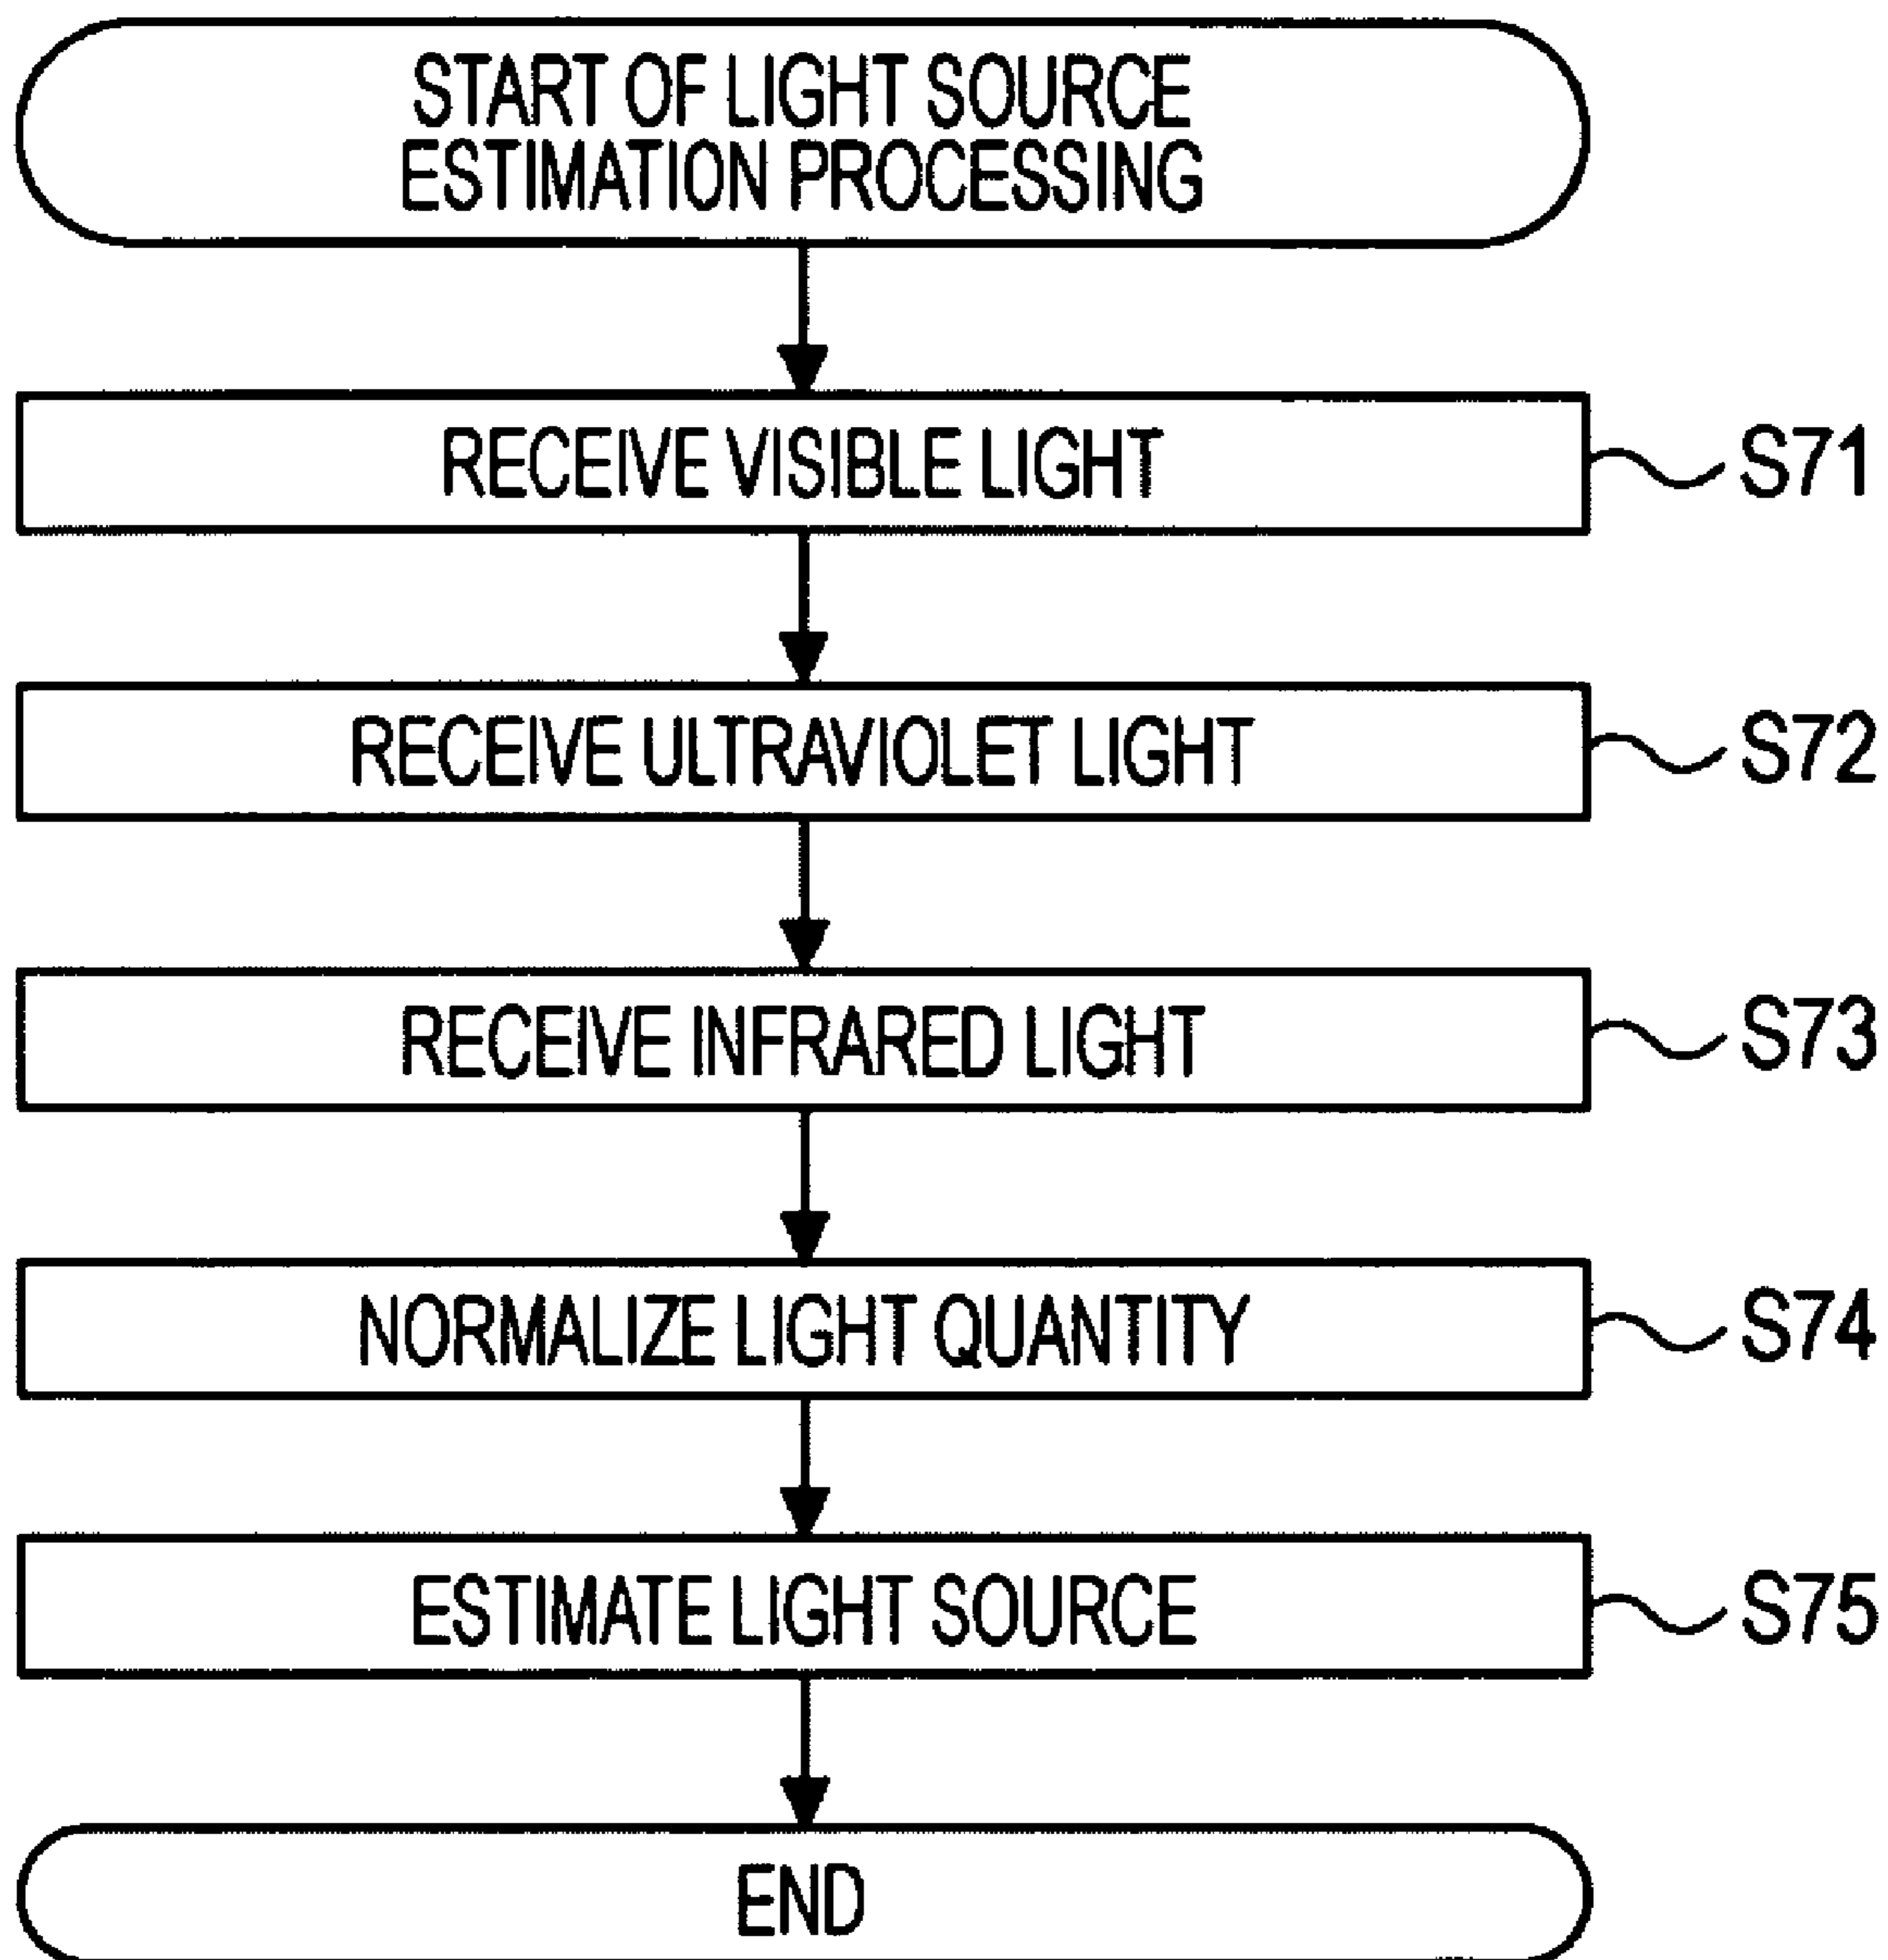 START OF LIGHT SOURCE
ESTIMATION PROCESSING
RECEIVE VISIBLE LIGHT
S71
RECEIVE ULTRAVIOLET LIGHT
S72
RECEIVE INFRARED LIGHT
S73
NORMALIZE LIGHT QUANTITY
S74
ESTIMATE LIGHT SOURCE
S75
END